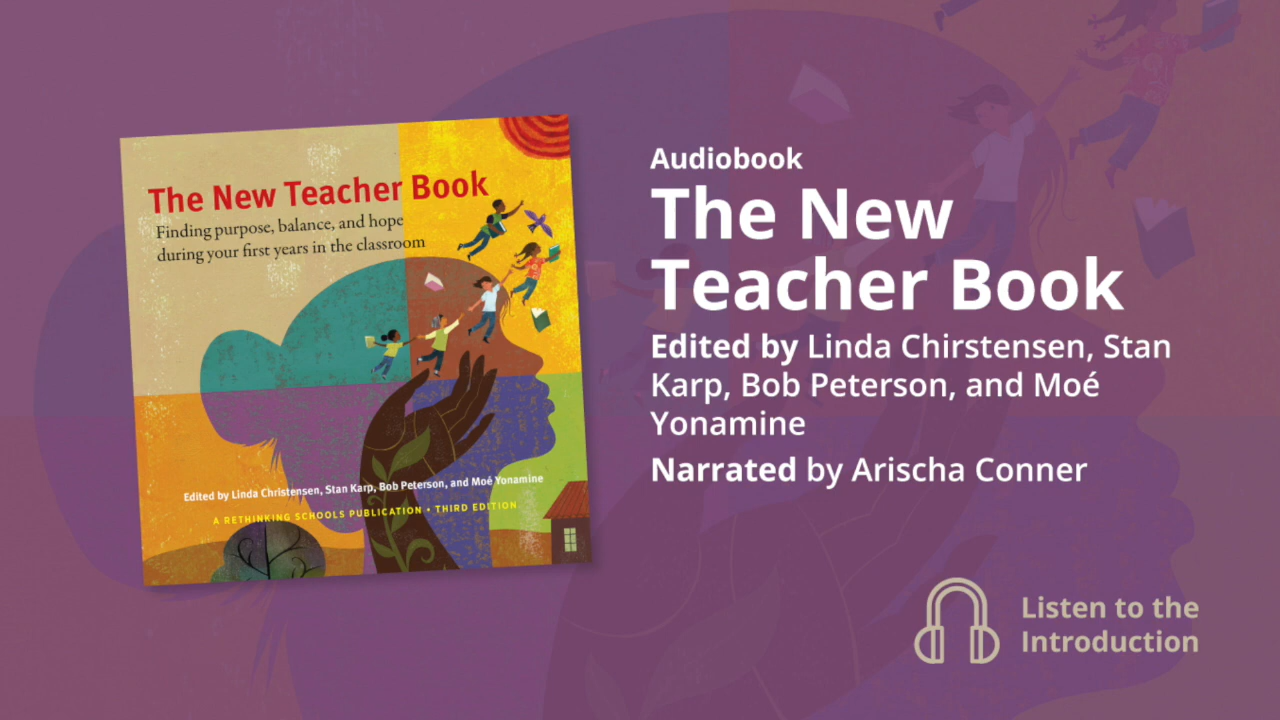 The New Teacher Book
Finding purpose, balance, and hope
during your first years in the classroom
Edited by Linda Christensen, Stan Karp, Bob Peterson, and Moé Yonamine
A RETHINKING SCHOOLS PUBLICATION • THIRD EDITION
Audiobook
The New
Teacher Book
Edited by Linda Chirstensen, Stan
Karp, Bob Peterson, and Moé
Yonamine
Narrated by Arischa Conner
Listen to the
Introduction